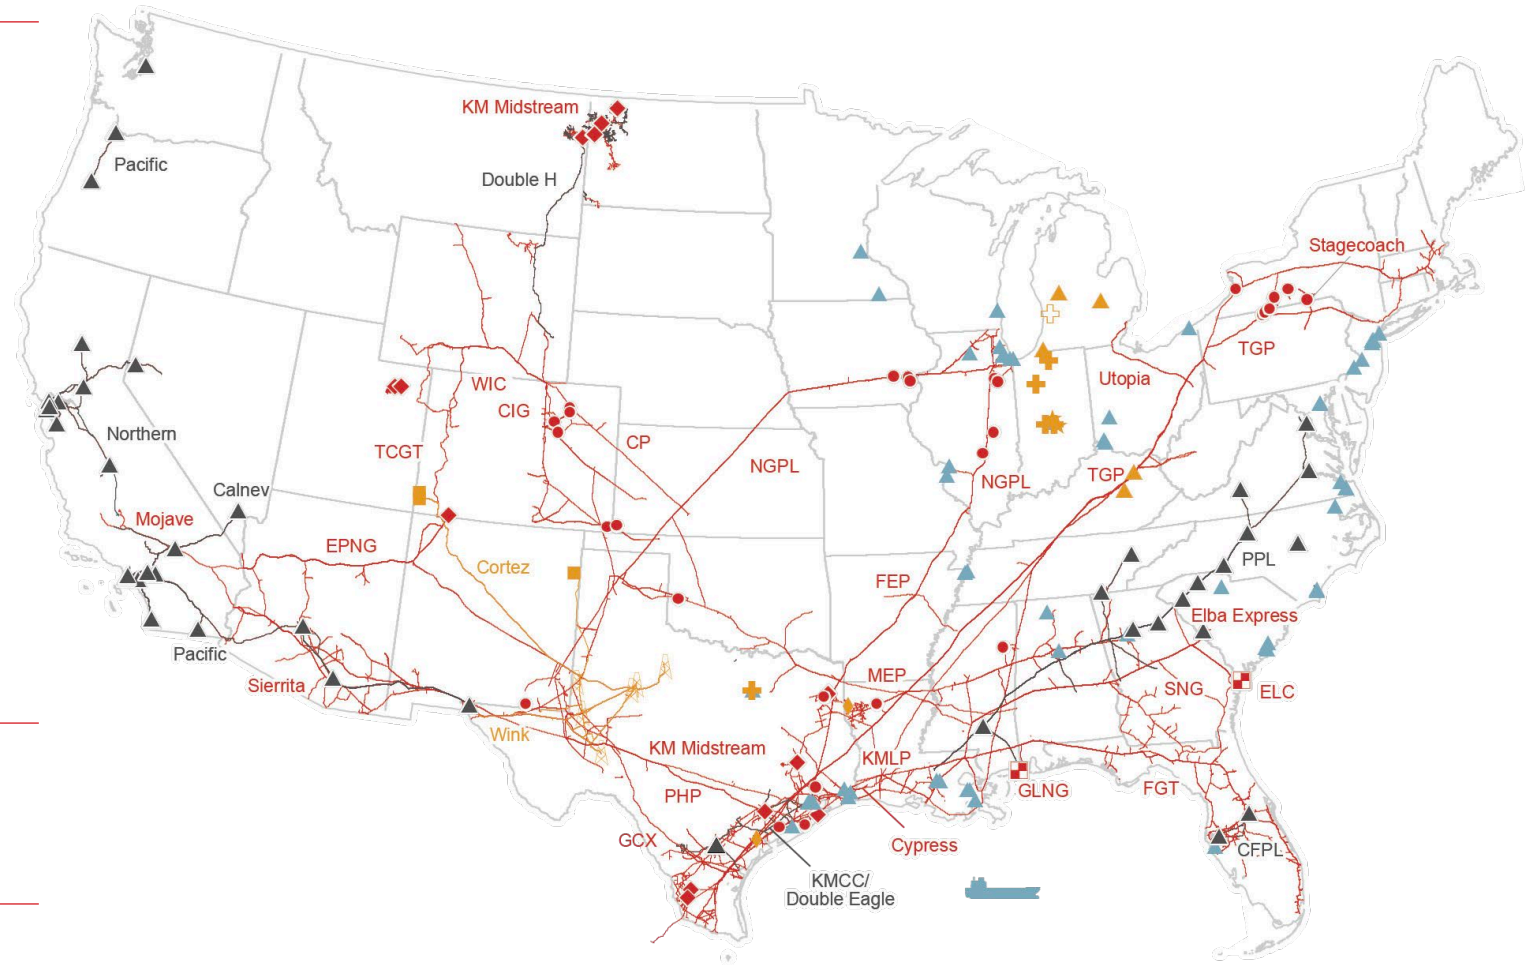 KM Midstream
Pacific
Double H
Stagecoach
TGP
Utopia
WIC
CIG
Northern
CP
TCGT
NGPL
NGPL
TGP
Calnev
Mojave
EPNG
Cortez
FEP
PPL
Elba Express
Pacific
Sierrita
MEP
SNG
ELC
Wink
KM Midstream
KMLP
PHP
GLNG
FGT
GCX
Cypress
CFPL
KMCC/
Double Eagle